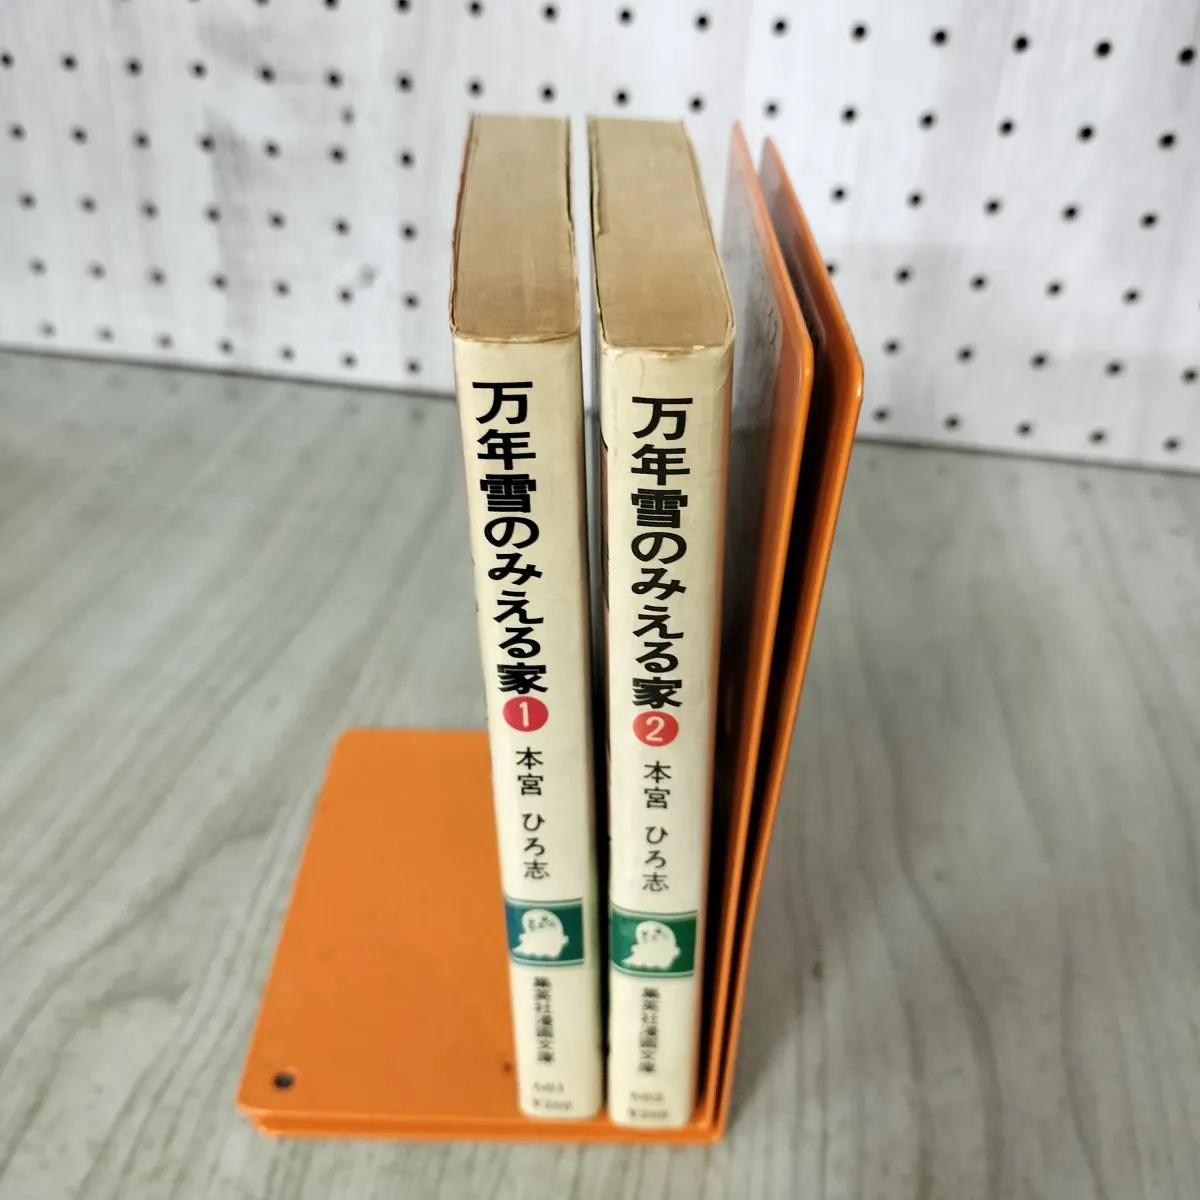 万年雪のみえる家
1
本宮ひろ志
集英社漫画文庫
万年雪のみえる家
2
本宮ひろ志
集英社漫画文庫